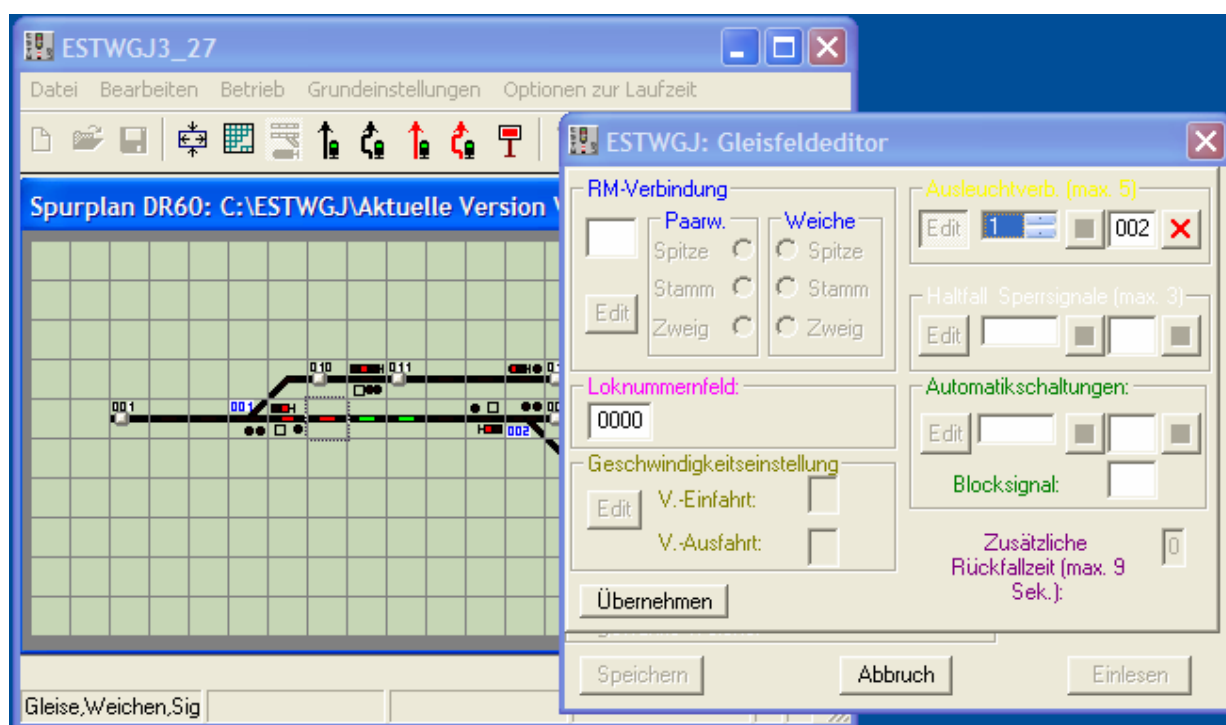 ESTWGJ3_27
Datei Bearbeiten Betrieb Grundeinstellungen Optionen zur Laufzeit
Spurplan DR60: C:\ESTWGJ\Aktuelle Version
010 011
001 001
002
Gleise,Weichen,Sig
ESTWGJ: Gleisfeldeditor
RM-Verbindung
Paarw. Weiche
Spitze Spitze
Stamm Stamm
Edit
Zweig Zweig
Loknummernfeld:
0000
Geschwindigkeitseinstellung
Edit V.-Einfahrt:
V.-Ausfahrt:
Übernehmen
Ausleuchtverb. (max. 5)
Edit 1 002
Haltfall Sperrsignale (max. 3)
Edit
Automatikschaltungen:
Edit
Blocksignal:
Zusätzliche 0
Rückfallzeit (max. 9
Sek.):
Speichern Abbruch Einlesen